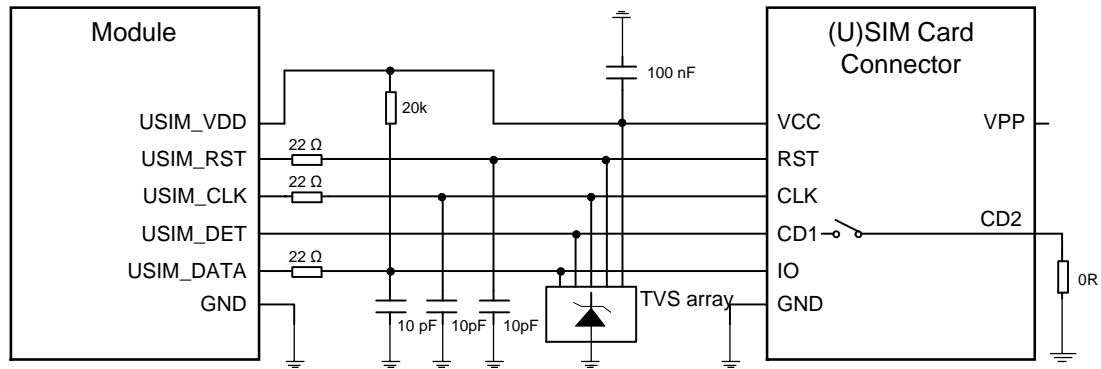 Module
(U)SIM Card
Connector
100 nF
20k
USIM_VDD
VCC
VPP
22 Ω
USIM_RST
RST
22 Ω
USIM_CLK
CLK
USIM_DET
CD1
CD2
22 Ω
USIM_DATA
IO
0R
GND
TVS array
GND
10 pF
10pF
10pF